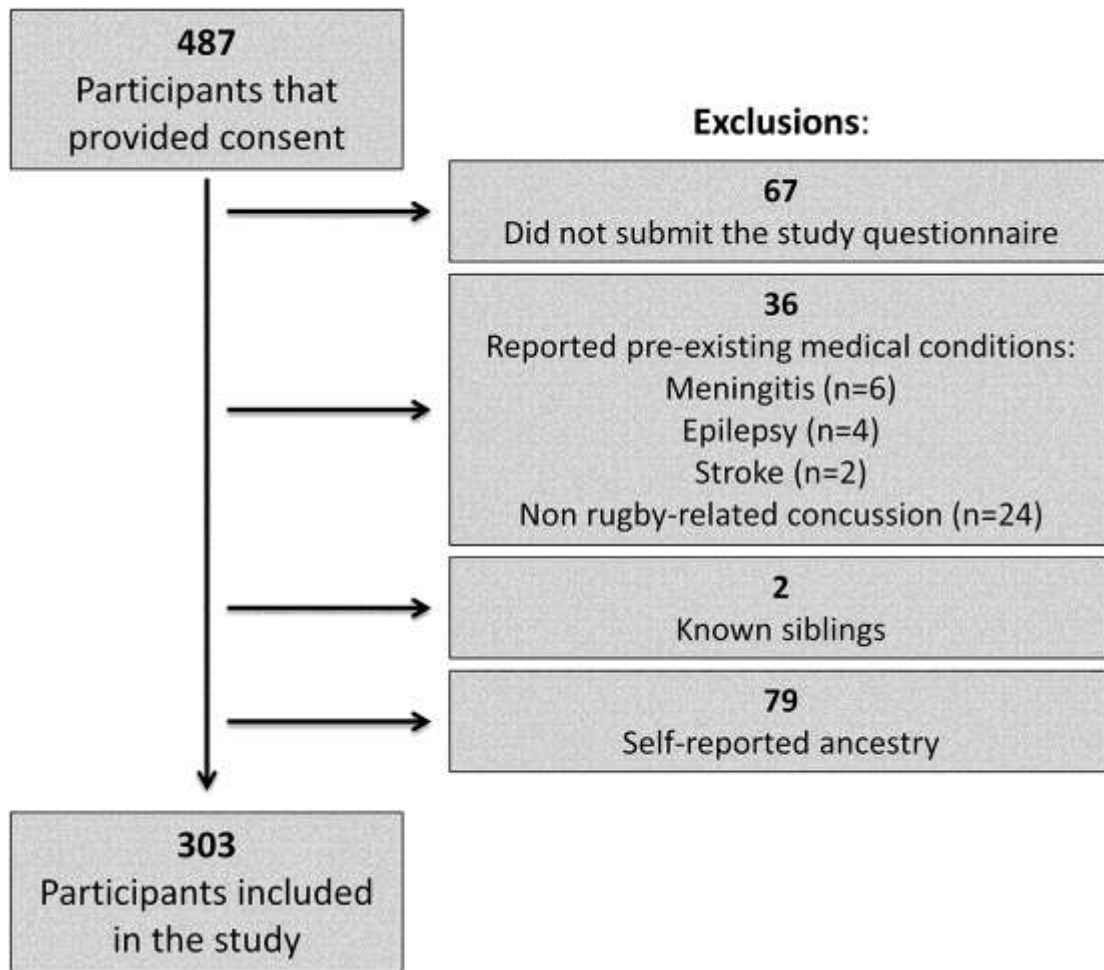 487
Participants that
provided consent
Exclusions:
67
Did not submit the study questionnaire
36
Reported pre-existing medical conditions:
Meningitis (n=6)
Epilepsy (n=4)
Stroke (n=2)
Non rugby-related concussion (n=24)
2
Known siblings
79
Self-reported ancestry
303
Participants included
in the study